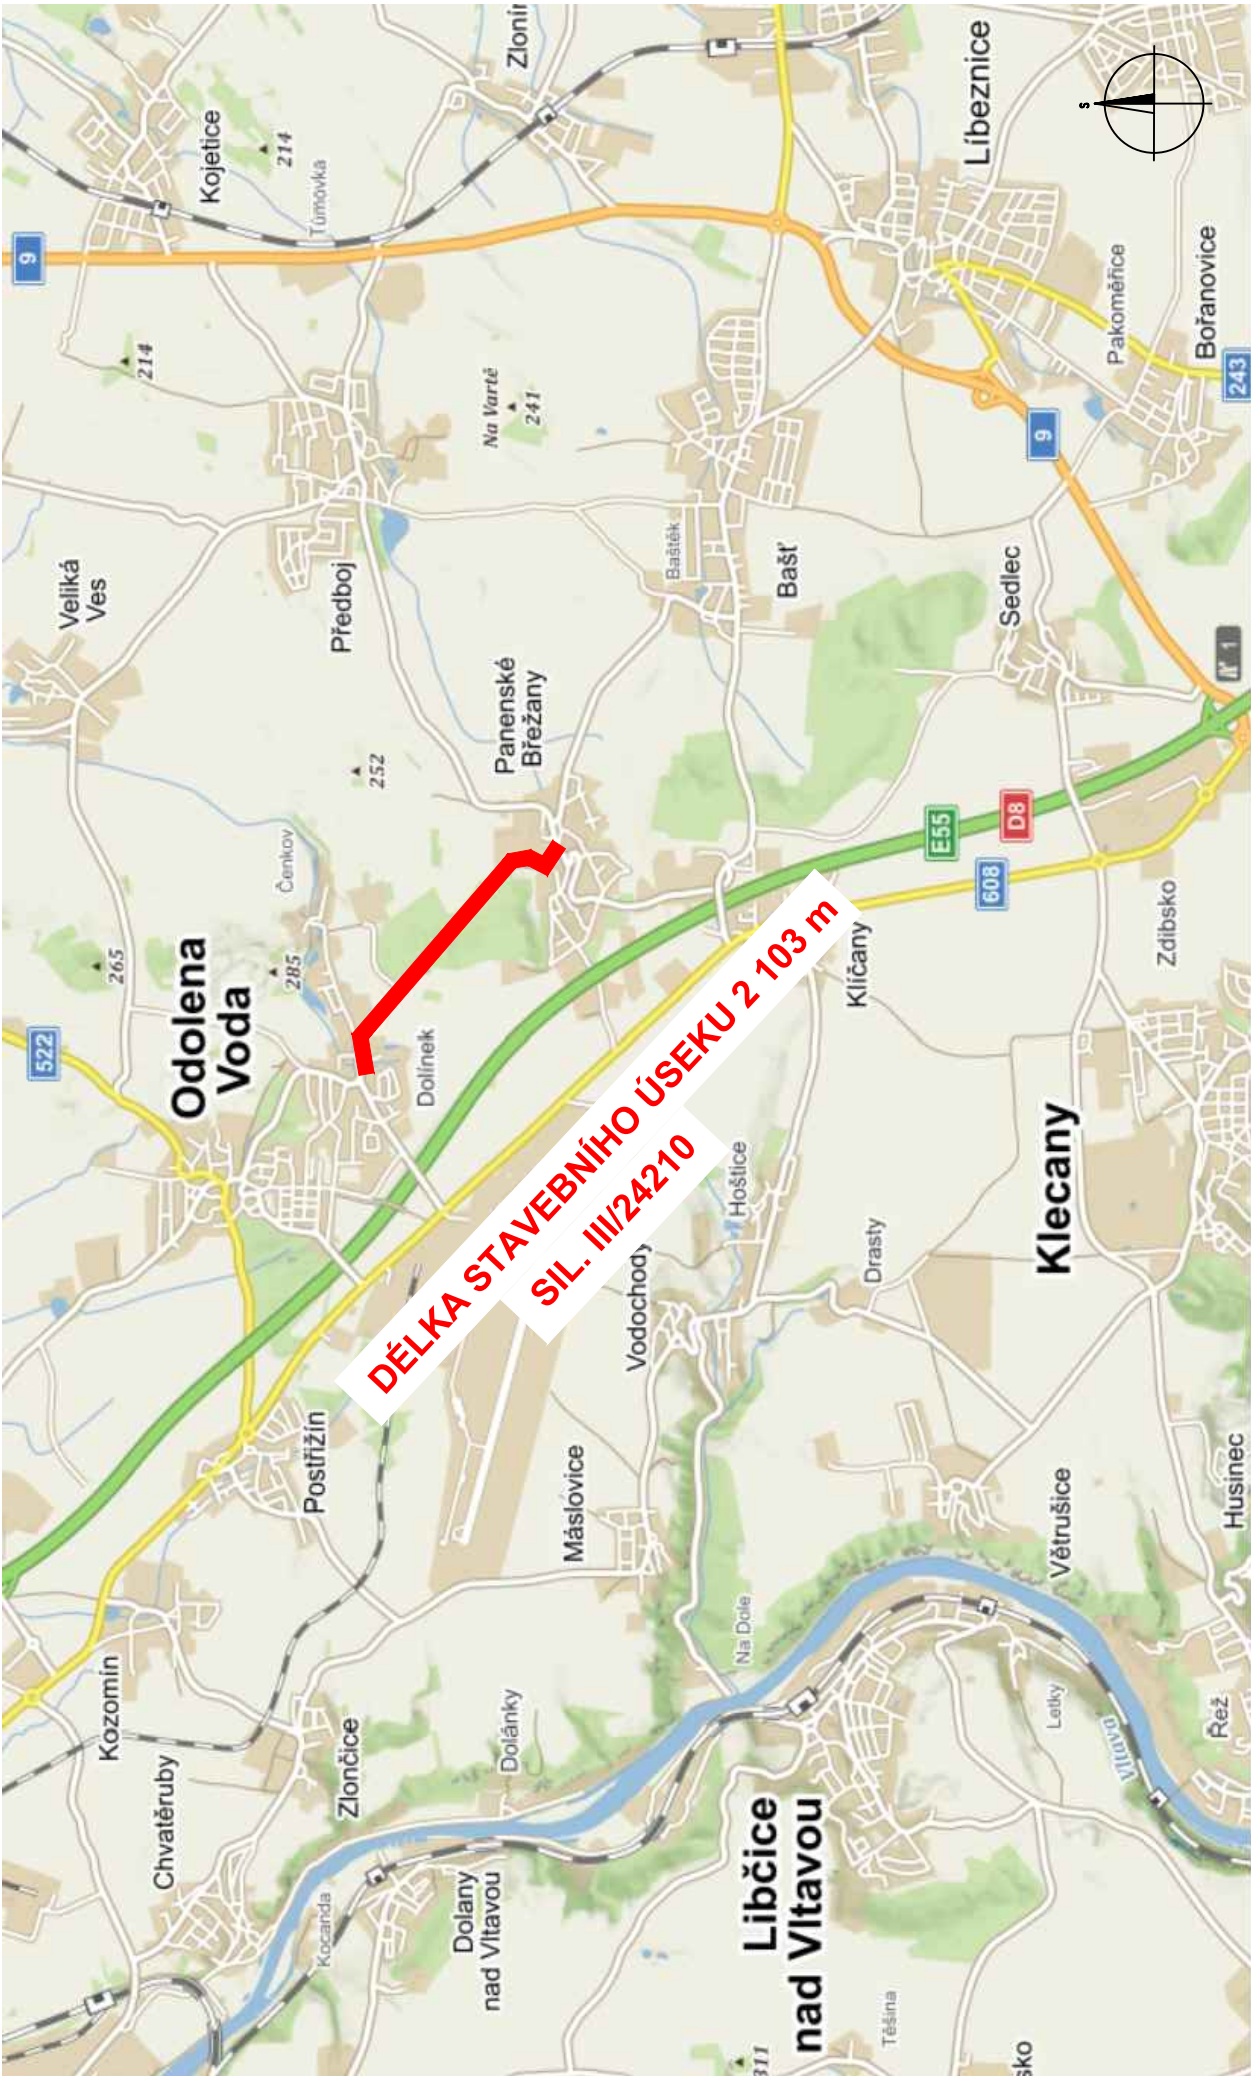 Zlonín
Líbeznice
S
Kojetice
214
Tůmovka
9
214
Na Vartě
241
Pakoměřice
Bořanovice
243
9
Veliká
Ves
Předboj
Baštěk
Bašť
Sedlec
1
Panenské
Břežany
252
Čenkov
E55
D8
608
Zdibsko
265
285
Odolena
Voda
522
Dolínek
Klíčany
DÉLKA STAVEBNÍHO ÚSEKU 2 103 m
SIL. III/24210
Hoštice
Vodochody
Drasty
Klecany
Postřižín
Máslovice
Větrušice
Husinec
Na Dole
Kozomín
Chvatěruby
Zlončice
Dolánky
Letky
Vltava
Řež
Kocanda
Dolany
nad Vltavou
Libčice
nad Vltavou
Těšina
311
sko